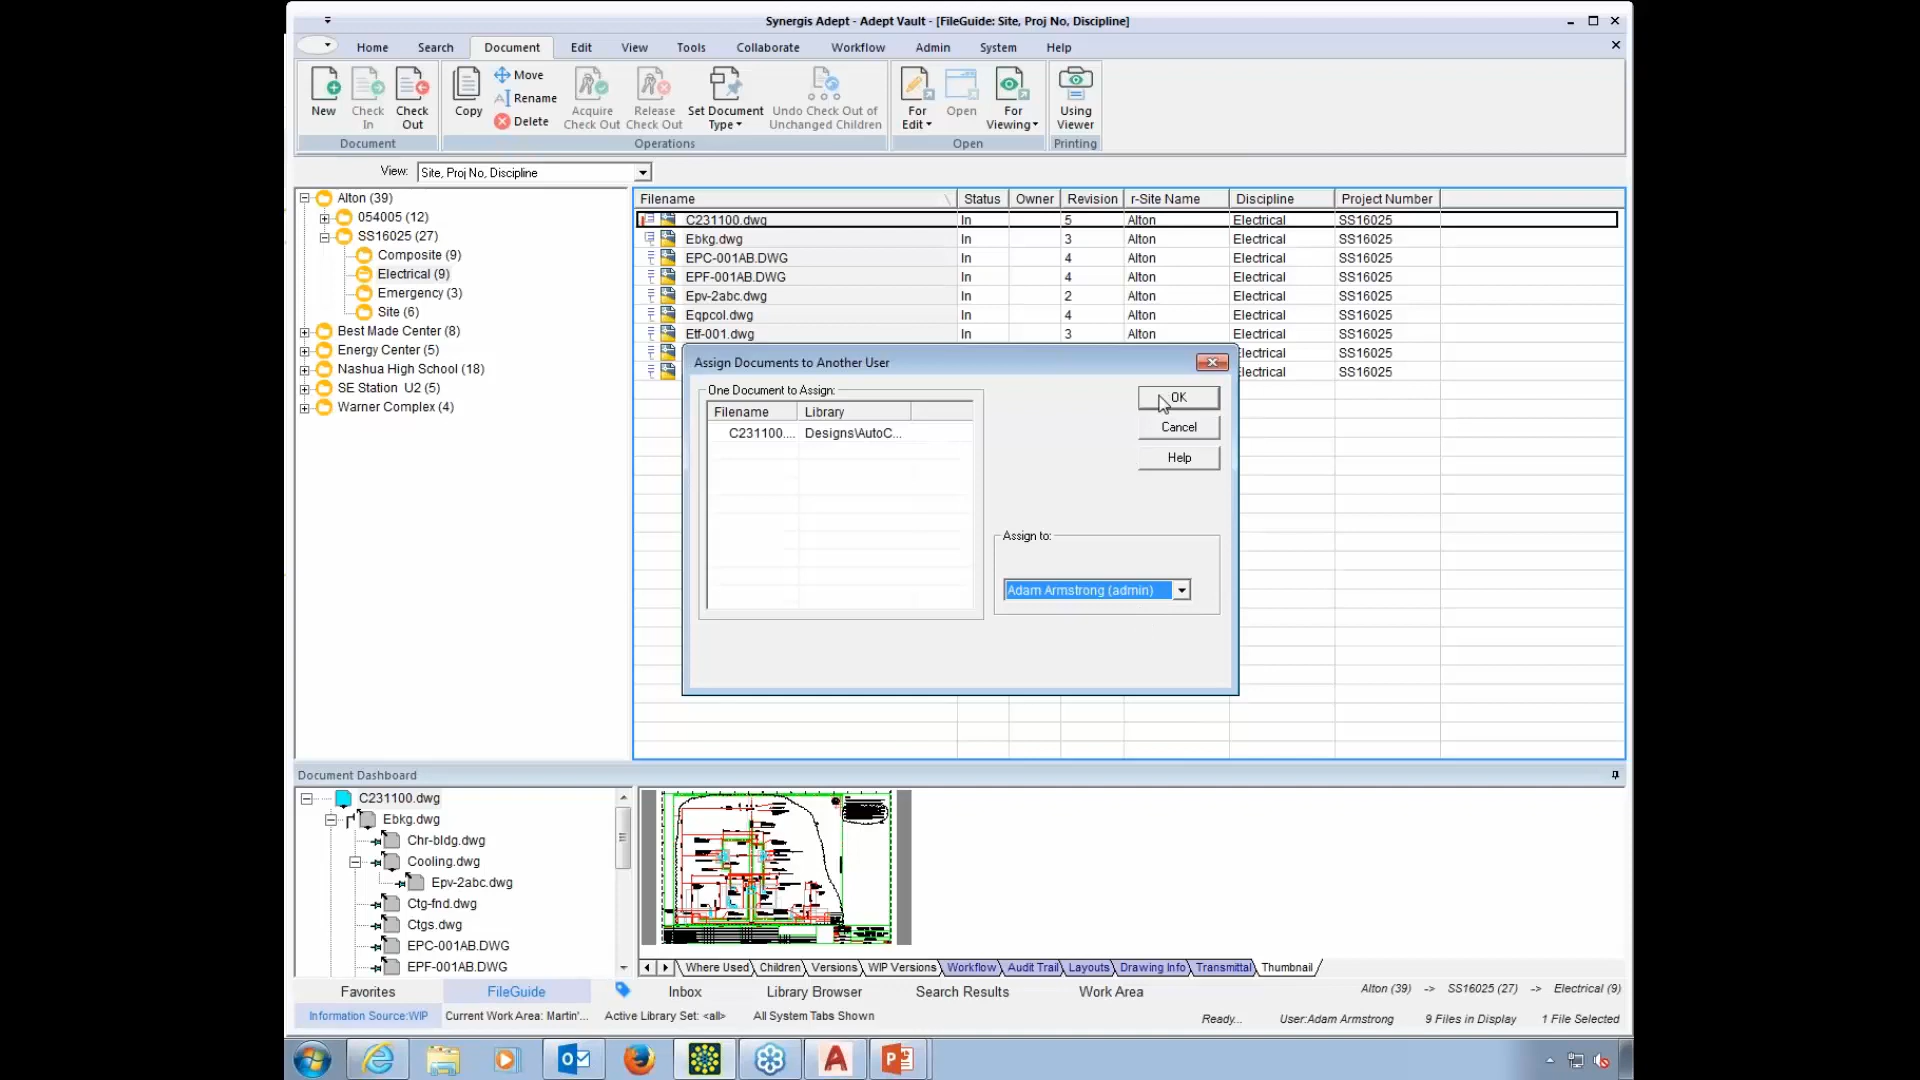 Synergis Adept - Adept Vault - [FileGuide: Site, Proj No, Discipline]
Home Search Document Edit View Tools Collaborate Workflow Admin System Help
New Check In Check Out Copy Move Rename Delete Acquire Check Out Release Check Out Set Document Type Undo Check Out of Unchanged Children For Edit Open For Viewing Using Viewer
Document Operations Open Printing
View: Site, Proj No, Discipline
Alton (39)
054005 (12)
SS16025 (27)
Composite (9)
Electrical (9)
Emergency (3)
Site (6)
Best Made Center (8)
Energy Center (5)
Nashua High School (18)
SE Station U2 (5)
Warner Complex (4)
Filename Status Owner Revision r-Site Name Discipline Project Number
C231100.dwg In 5 Alton Electrical SS16025
Ebkg.dwg In 3 Alton Electrical SS16025
EPC-001AB.DWG In 4 Alton Electrical SS16025
EPF-001AB.DWG In 4 Alton Electrical SS16025
Epv-2abc.dwg In 2 Alton Electrical SS16025
Eqpcol.dwg In 4 Alton Electrical SS16025
Etf-001.dwg In 3 Alton Electrical SS16025
SS16025
SS16025
Assign Documents to Another User
One Document to Assign:
Filename Library
C231100.... Designs\AutoC...
OK
Cancel
Help
Assign to:
Adam Armstrong (admin)
Document Dashboard
C231100.dwg
Ebkg.dwg
Chr-bldg.dwg
Cooling.dwg
Epv-2abc.dwg
Ctg-fnd.dwg
Ctgs.dwg
EPC-001AB.DWG
EPF-001AB.DWG
Where Used Children Versions WIP Versions Workflow Audit Trail Layouts Drawing Info Transmittal Thumbnail
Favorites FileGuide Inbox Library Browser Search Results Work Area Alton (39) -> SS16025 (27) -> Electrical (9)
Information Source:WIP Current Work Area: Martin'... Active Library Set: <all> All System Tabs Shown Ready... User:Adam Armstrong 9 Files in Display 1 File Selected